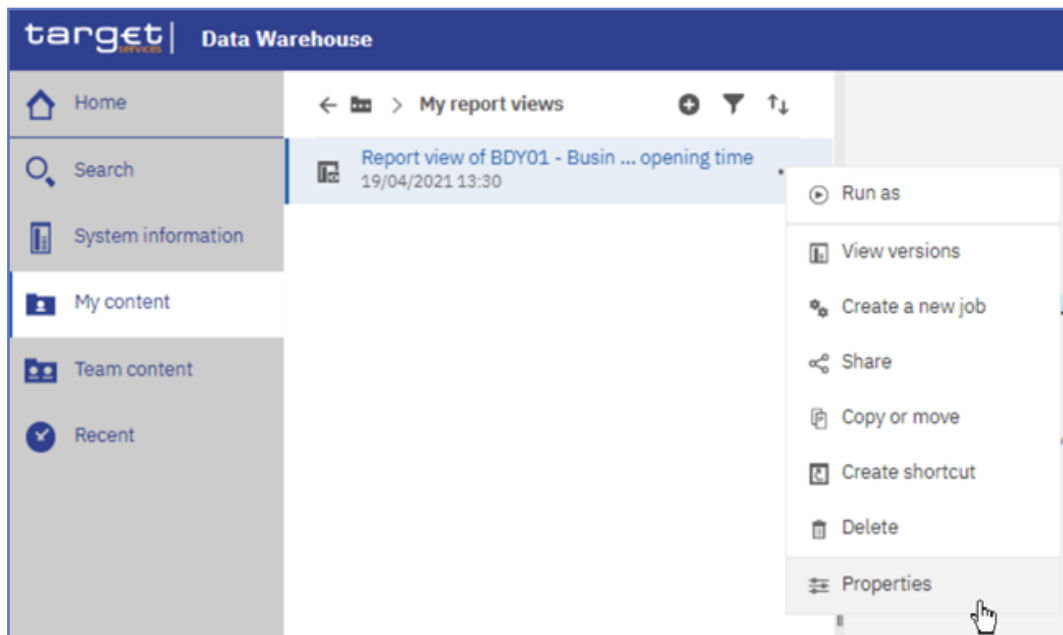 target services | Data Warehouse
Home
Search
System information
My content
Team content
Recent
My report views
Report view of BDY01 - Busin ... opening time
19/04/2021 13:30
Run as
View versions
Create a new job
Share
Copy or move
Create shortcut
Delete
Properties